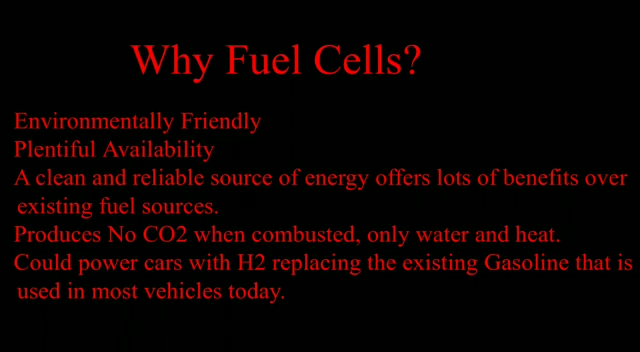 Why Fuel Cells?
Environmentally Friendly
Plentiful Availability
A clean and reliable source of energy offers lots of benefits over
existing fuel sources.
Produces No CO2 when combusted, only water and heat.
Could power cars with H2 replacing the existing Gasoline that is
used in most vehicles today.